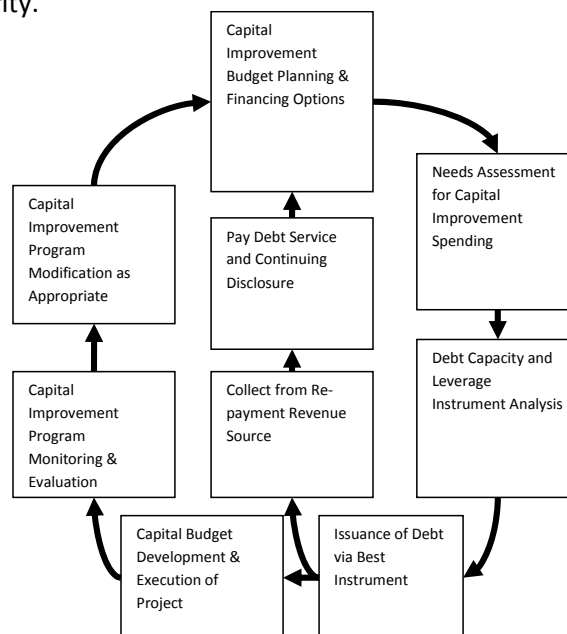 rity.
Capital
Improvement
Budget Planning &
Financing Options
Needs Assessment
for Capital
Improvement
Spending
Capital
Improvement
Program
Modification as
Appropriate
Pay Debt Service
and Continuing
Disclosure
Debt Capacity and
Leverage
Instrument Analysis
Capital
Improvement
Program
Monitoring &
Evaluation
Collect from Re-
payment Revenue
Source
Capital Budget
Development &
Execution of
Project
Issuance of Debt
via Best
Instrument